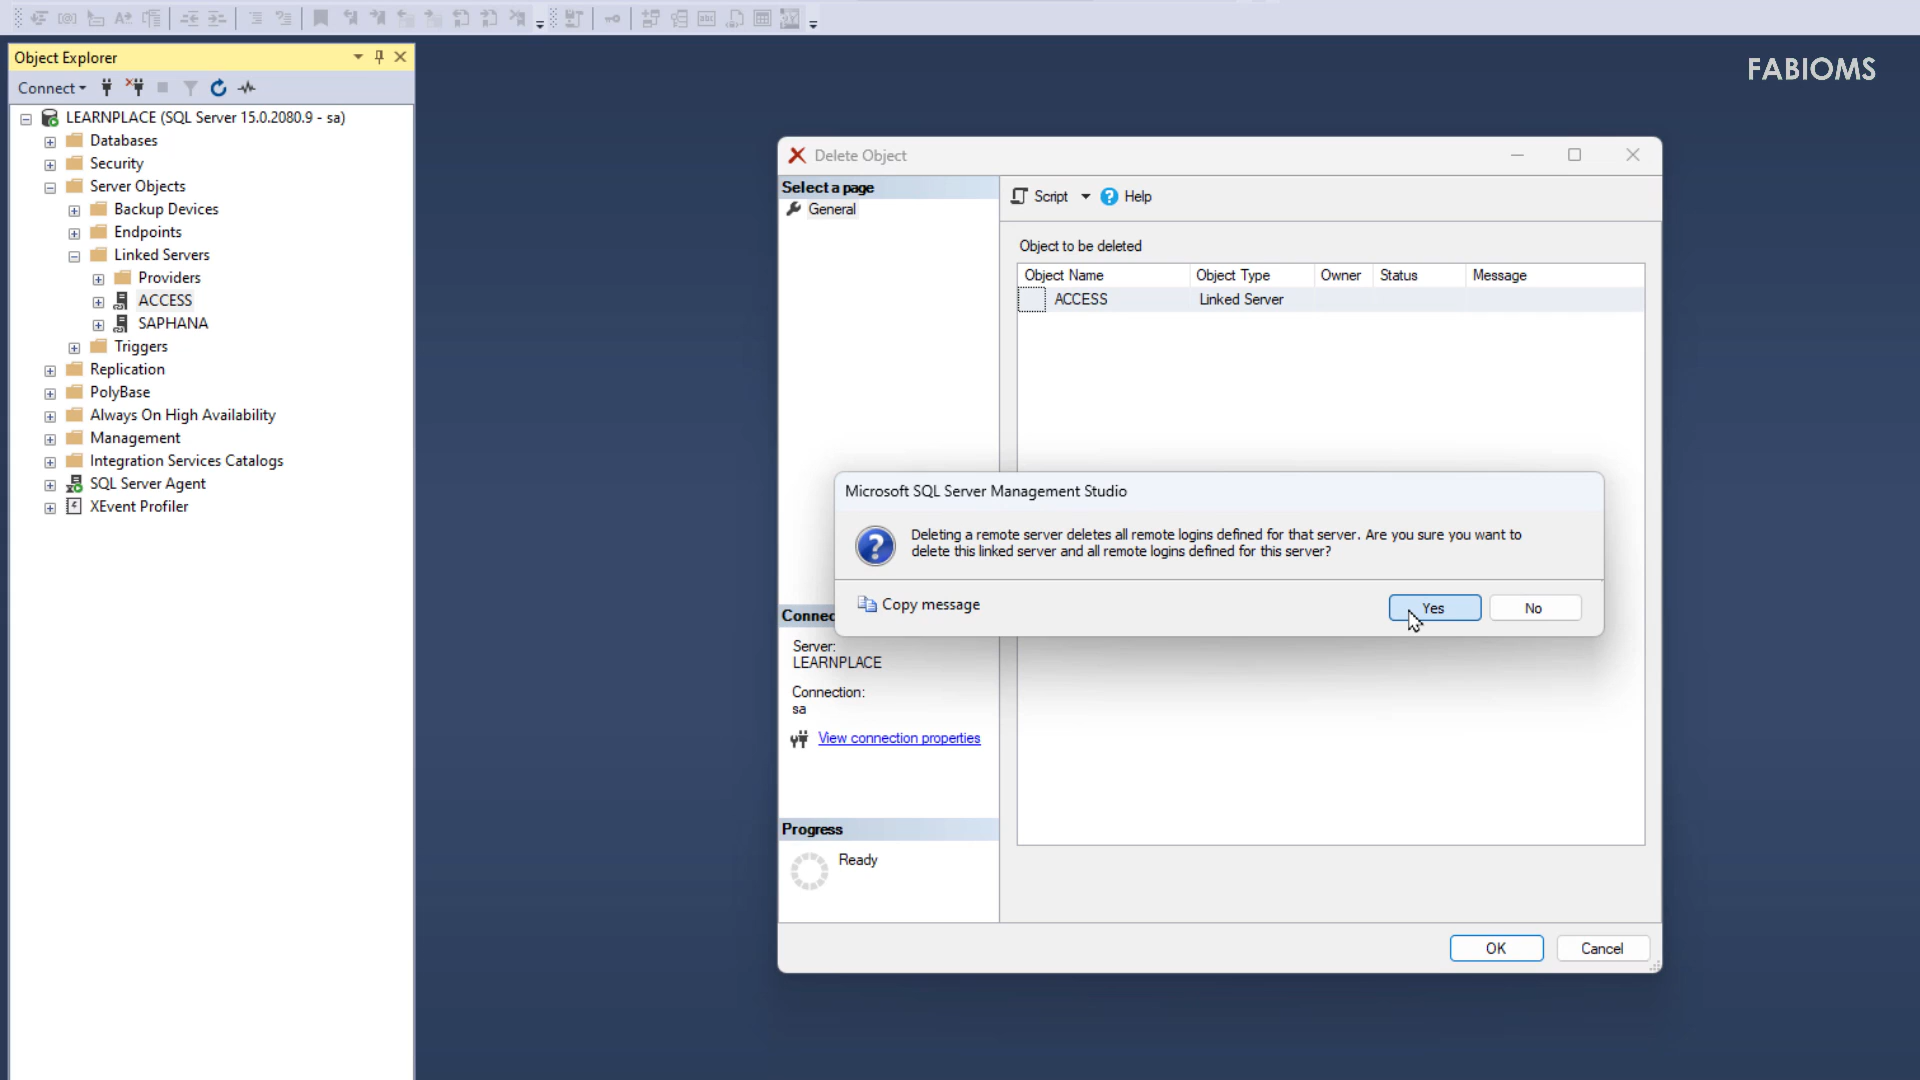 FABIOMS
Object Explorer
Connect
LEARNPLACE (SQL Server 15.0.2080.9 - sa)
Databases
Security
Server Objects
Backup Devices
Endpoints
Linked Servers
Providers
ACCESS
SAPHANA
Triggers
Replication
PolyBase
Always On High Availability
Management
Integration Services Catalogs
SQL Server Agent
XEvent Profiler
Delete Object
Select a page
General
Script
Help
Object to be deleted
Object Name Object Type Owner Status Message
ACCESS Linked Server
Microsoft SQL Server Management Studio
Deleting a remote server deletes all remote logins defined for that server. Are you sure you want to
delete this linked server and all remote logins defined for this server?
Copy message
Yes
No
Connec
Server:
LEARNPLACE
Connection:
sa
View connection properties
Progress
Ready
OK
Cancel